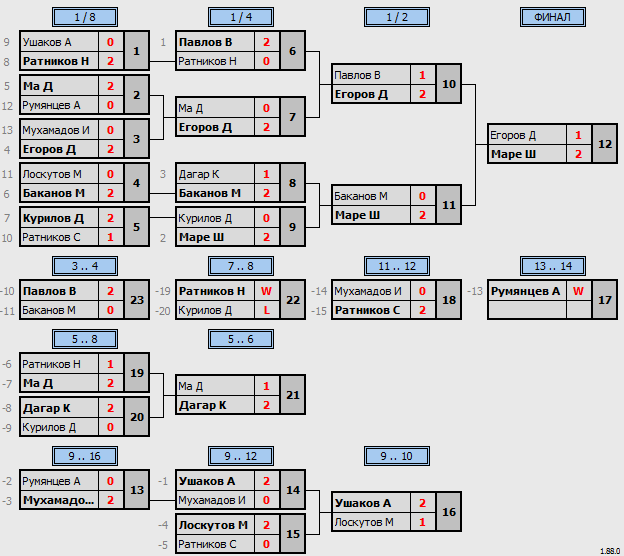 1 / 8 1 / 4 1 / 2 ФИНАЛ
9 Ушаков А 0 1 1 Павлов В 2 6
8 Ратников Н 2 Ратников Н 0
5 Ма Д 2 2 Павлов В 1 10
12 Румянцев А 0 Ма Д 0 7 Егоров Д 2
13 Мухамадов И 0 3 Егоров Д 2 Егоров Д 1 12
4 Егоров Д 2 Маре Ш 2
11 Лоскутов М 0 4 3 Дагар К 1 8
6 Баканов М 2 Баканов М 2 Баканов М 0 11
7 Курилов Д 2 5 Курилов Д 0 9 Маре Ш 2
10 Ратников С 1 2 Маре Ш 2
3 .. 4 7 .. 8 11 .. 12 13 .. 14
-10 Павлов В 2 23 -19 Ратников Н W 22 -14 Мухамадов И 0 18 -13 Румянцев А W 17
-11 Баканов М 0 -20 Курилов Д L -15 Ратников С 2
5 .. 8 5 .. 6
-6 Ратников Н 1 19
-7 Ма Д 2 Ма Д 1 21
-8 Дагар К 2 20 Дагар К 2
-9 Курилов Д 0
9 .. 16 9 .. 12 9 .. 10
-2 Румянцев А 0 13 -1 Ушаков А 2 14
-3 Мухамадо... 2 Мухамадов И 0 Ушаков А 2 16
-4 Лоскутов М 2 15 Лоскутов М 1
-5 Ратников С 0
1.88.0